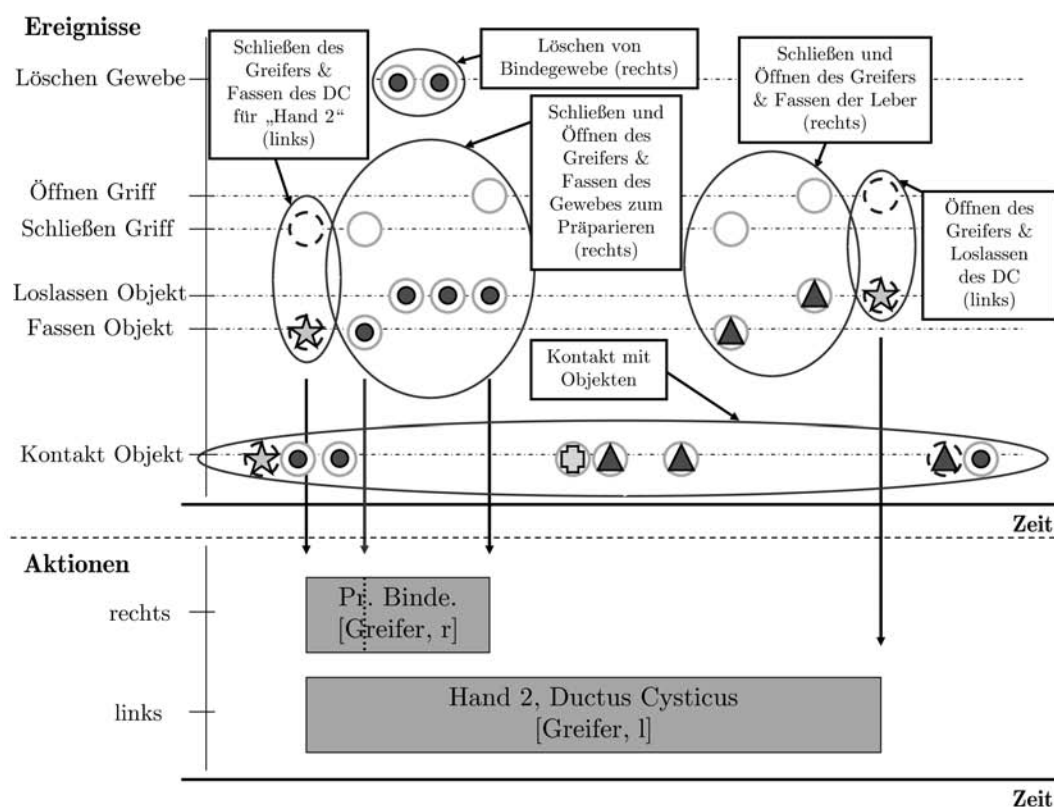 Ereignisse
Löschen Gewebe
Öffnen Griff
Schließen Griff
Loslassen Objekt
Fassen Objekt
Kontakt Objekt
Schließen des
Greifers &
Fassen des DC
für „Hand 2“
(links)
Löschen von
Bindegewebe (rechts)
Schließen und
Öffnen des
Greifers &
Fassen des
Gewebes zum
Präparieren
(rechts)
Schließen und
Öffnen des Greifers
& Fassen der Leber
(rechts)
Öffnen des
Greifers &
Loslassen
des DC
(links)
Kontakt mit
Objekten
Zeit
Aktionen
rechts
Pr. Binde.
[Greifer, r]
links
Hand 2, Ductus Cysticus
[Greifer, l]
Zeit